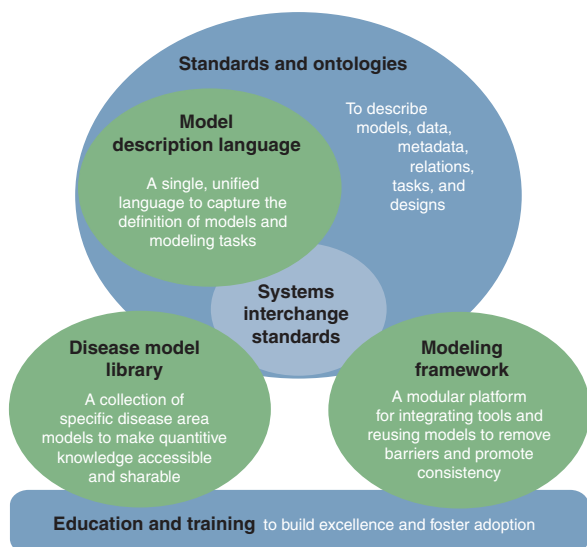 Standards and ontologies
Model
description language
A single, unified
language to capture the
definition of models and
modeling tasks
To describe
models, data,
metadata,
relations,
tasks, and
designs
Systems
interchange
standards
Disease model
library
A collection of
specific disease area
models to make quantitive
knowledge accessible
and sharable
Modeling
framework
A modular platform
for integrating tools and
reusing models to remove
barriers and promote
consistency
Education and training to build excellence and foster adoption